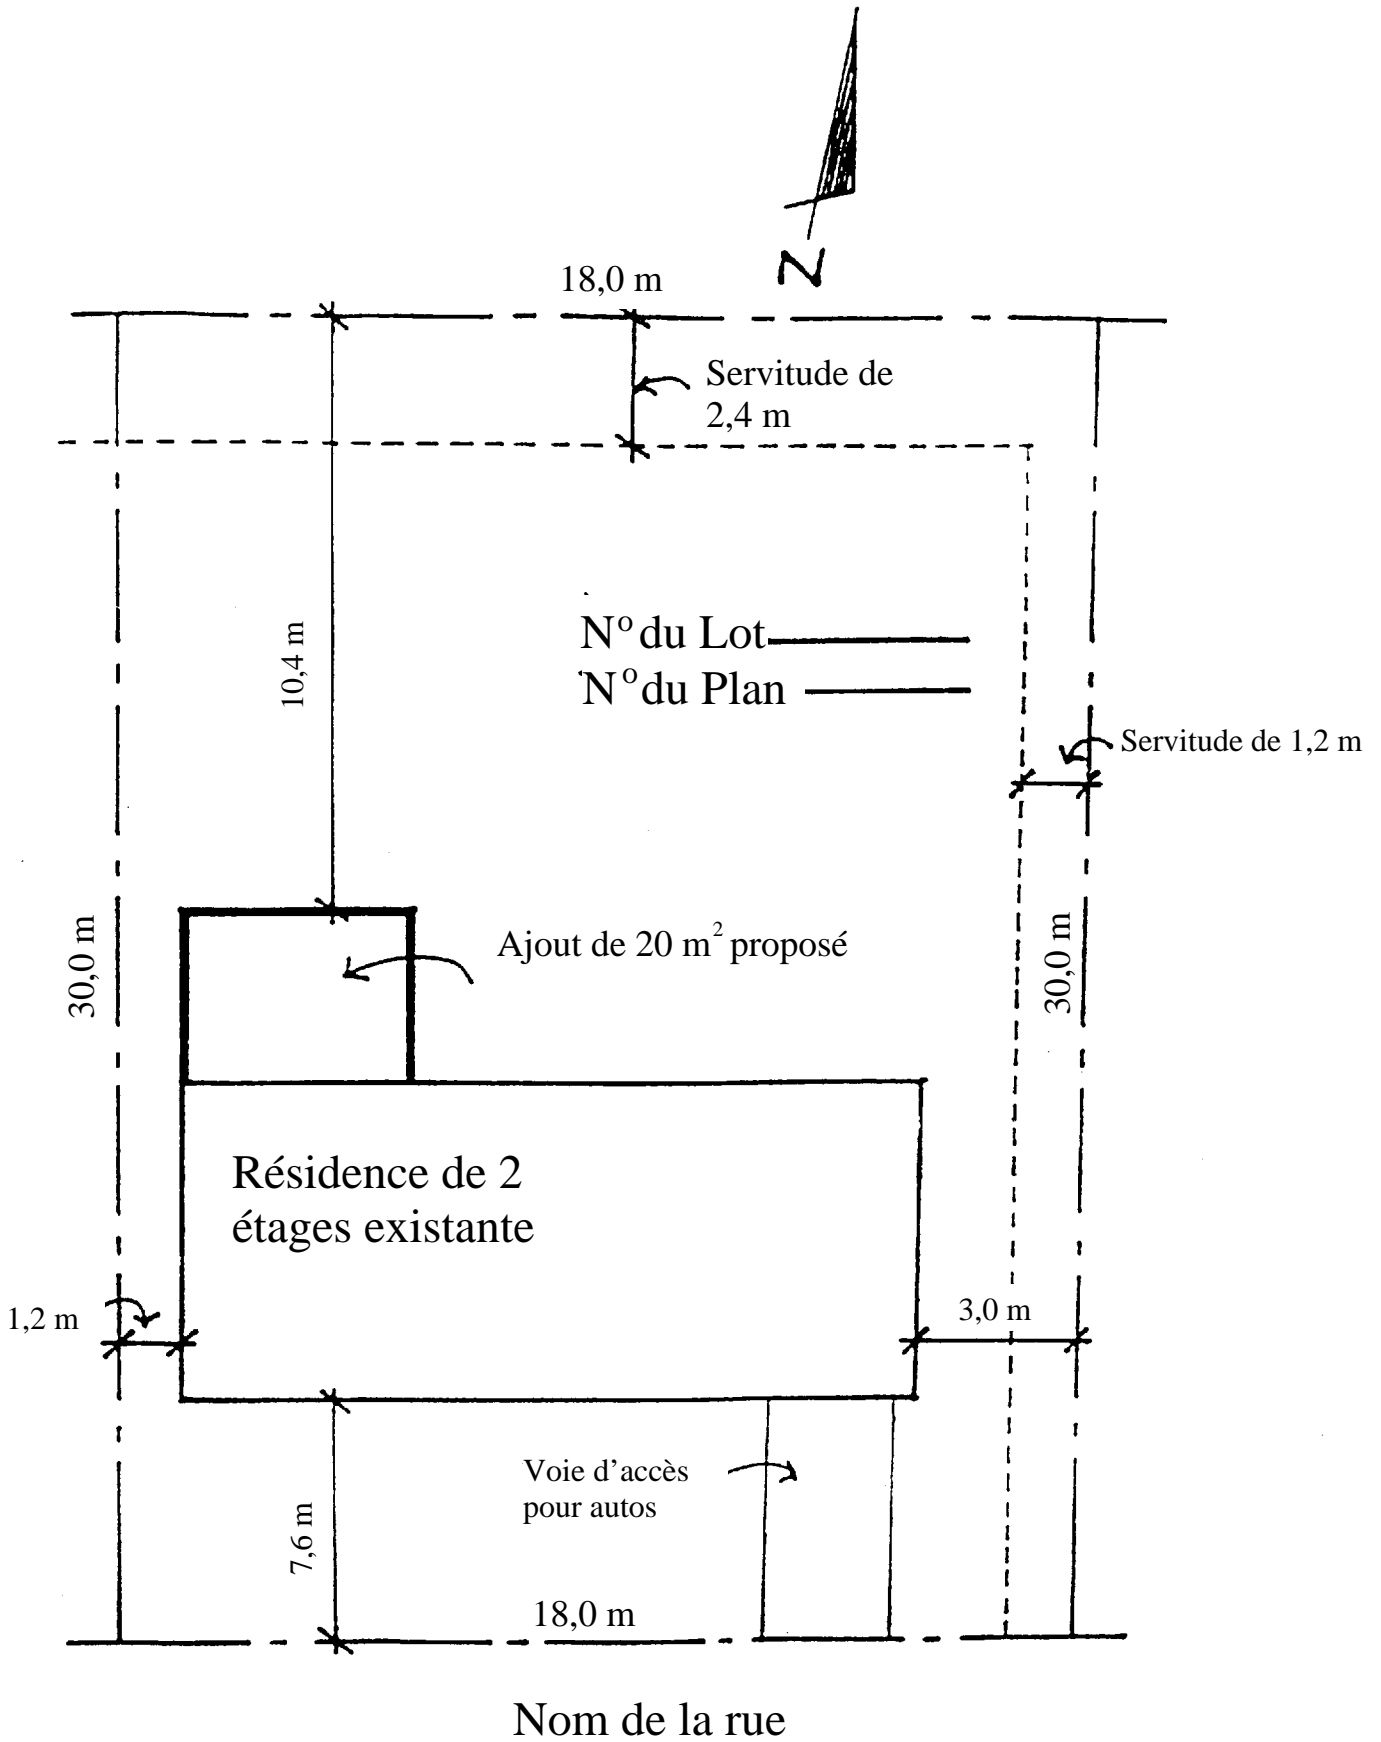 N
18,0 m
Servitude de
2,4 m
10,4 m
Nº du Lot
Nº du Plan
Servitude de 1,2 m
30,0 m
Ajout de 20 m² proposé
30,0 m
Résidence de 2
étages existante
1,2 m
3,0 m
Voie d’accès
pour autos
7,6 m
18,0 m
Nom de la rue